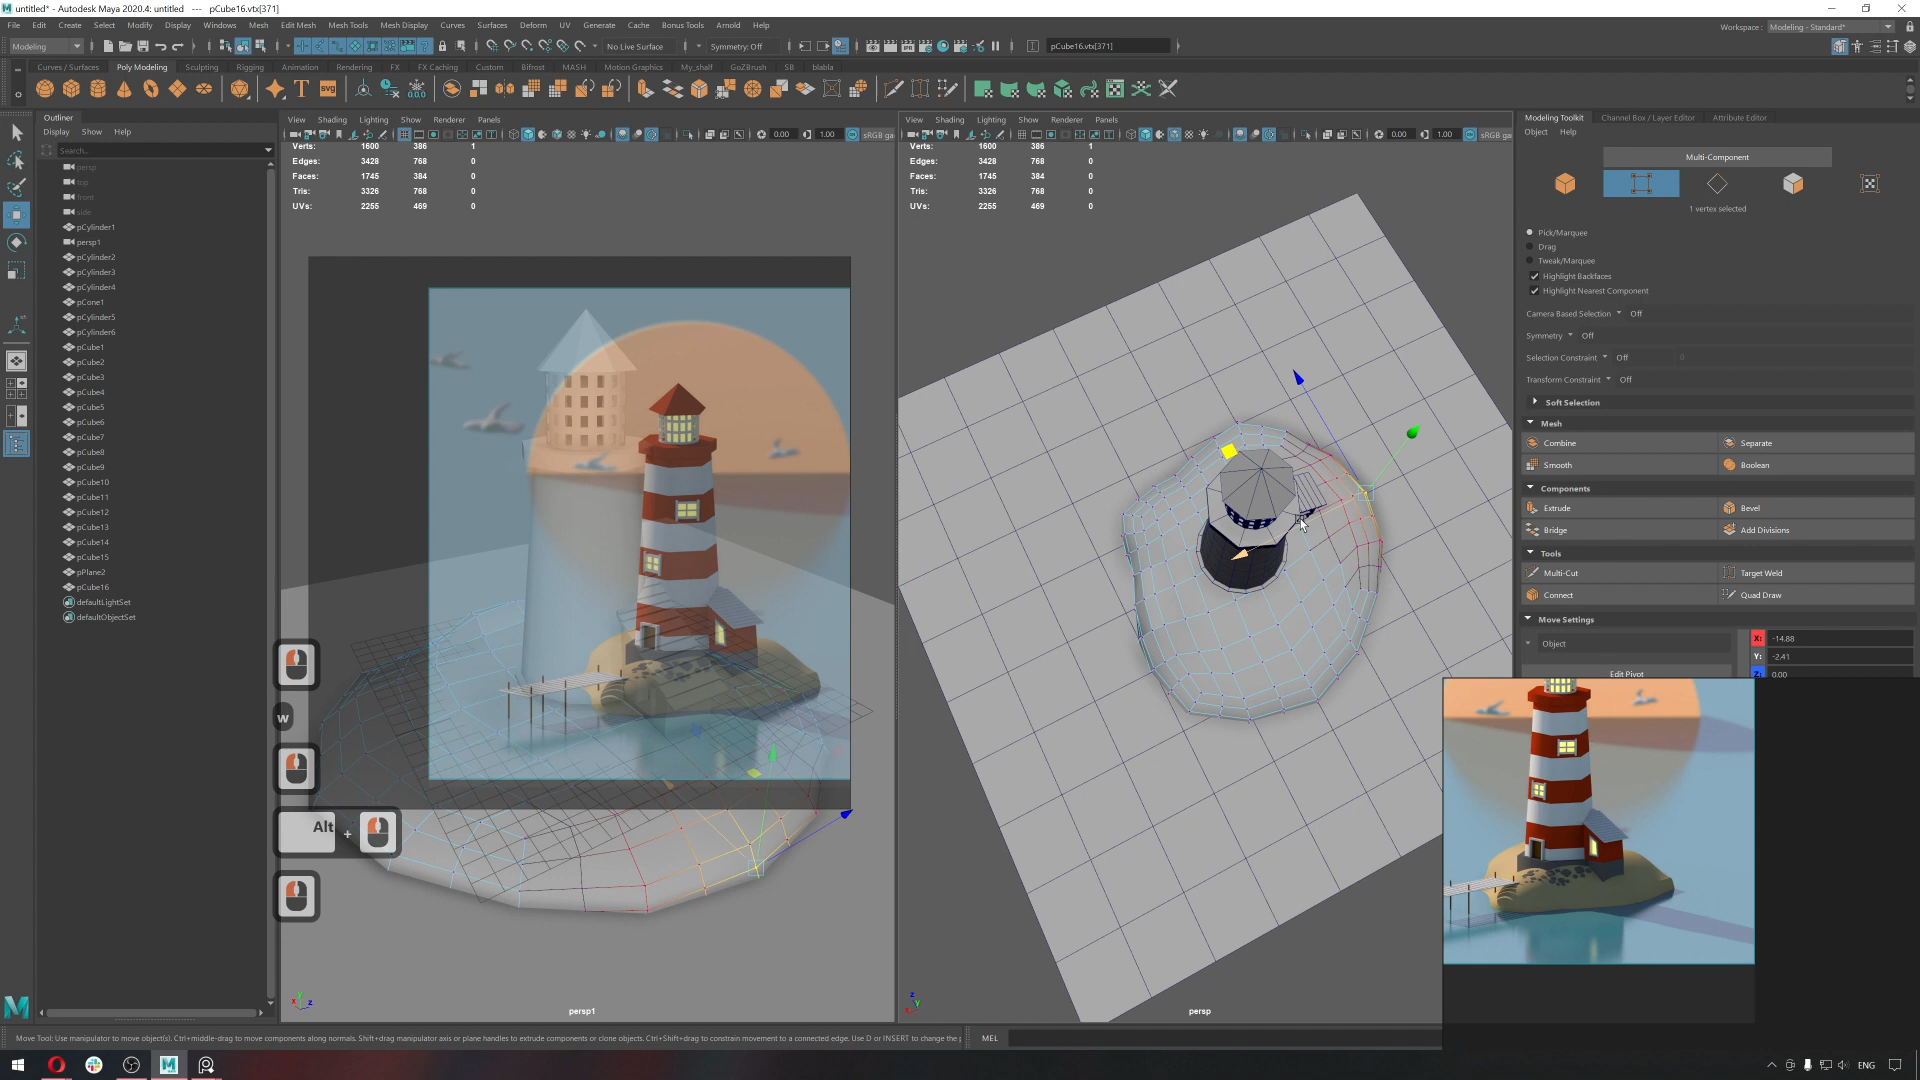 untitled* - Autodesk Maya 2020.4: untitled   ---   pCube16.vtx[371]
File Edit Create Select Modify Display Windows Mesh Edit Mesh Mesh Tools Mesh Display Curves Surfaces Deform UV Generate Cache Bonus Tools Arnold Help
Workspace: Modeling - Standard*
Modeling
No Live Surface
Symmetry: Off
pCube16.vtx[371]
Curves / Surfaces Poly Modeling Sculpting Rigging Animation Rendering FX FX Caching Custom Bifrost MASH Motion Graphics My_shelf GoZBrush SB blabla
Outliner
Display Show Help
Search...
persp
top
front
side
pCylinder1
persp1
pCylinder2
pCylinder3
pCylinder4
pCone1
pCylinder5
pCylinder6
pCube1
pCube2
pCube3
pCube4
pCube5
pCube6
pCube7
pCube8
pCube9
pCube10
pCube11
pCube12
pCube13
pCube14
pCube15
pPlane2
pCube16
defaultLightSet
defaultObjectSet
View Shading Lighting Show Renderer Panels
0.00 1.00 sRGB ga
Verts: 1600 386 1
Edges: 3428 768 0
Faces: 1745 384 0
Tris: 3326 768 0
UVs: 2255 469 0
w
Alt +
persp1
View Shading Lighting Show Renderer Panels
0.00 1.00 sRGB ga
Verts: 1600 386 1
Edges: 3428 768 0
Faces: 1745 384 0
Tris: 3326 768 0
UVs: 2255 469 0
persp
Modeling Toolkit Channel Box / Layer Editor Attribute Editor
Object Help
Multi-Component
1 vertex selected
Pick/Marquee
Drag
Tweak/Marquee
Highlight Backfaces
Highlight Nearest Component
Camera Based Selection Off
Symmetry Off
Selection Constraint Off 0
Transform Constraint Off
Soft Selection
Mesh
Combine Separate
Smooth Boolean
Components
Extrude Bevel
Bridge Add Divisions
Tools
Multi-Cut Target Weld
Connect Quad Draw
Move Settings
Object
X: -14.88
Y: -2.41
Edit Pivot
Z: 0.00
Move Tool: Use manipulator to move object(s). Ctrl+middle-drag to move components along normals. Shift+drag manipulator axis or plane handles to extrude components or clone objects. Ctrl+Shift+drag to constrain movement to a connected edge. Use D or INSERT to change the
MEL
ENG